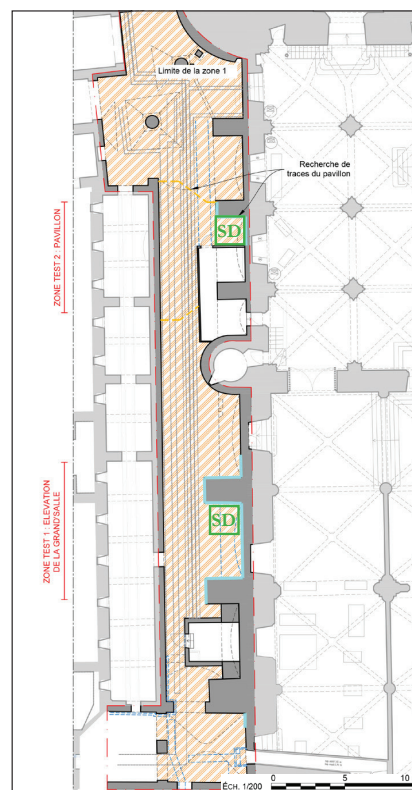 Limite de la zone 1
Recherche de
traces du pavillon
ZONE TEST 2 : PAVILLON
SD
SD
ZONE TEST 1 : ELEVATION
DE LA GRAND'SALLE
ÉCH. 1/200
0 5 10